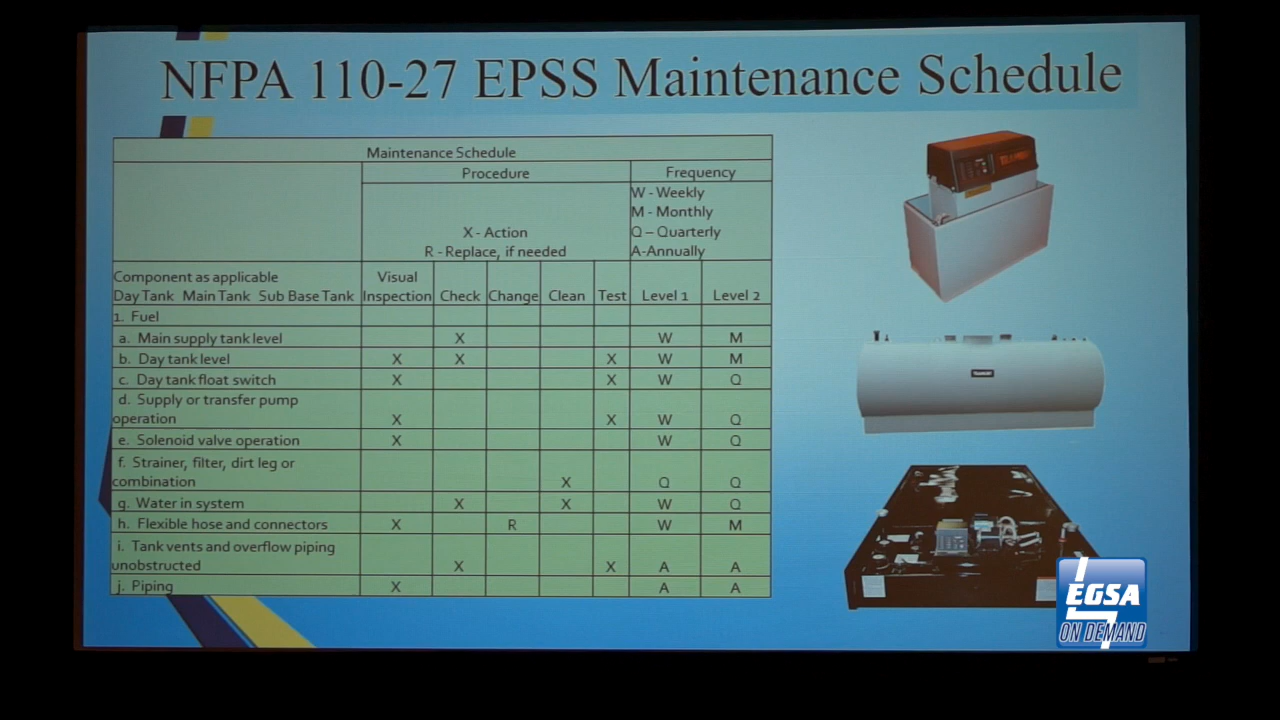 NFPA 110-27 EPSS Maintenance Schedule
Maintenance Schedule
Procedure Frequency
X - Action
R - Replace, if needed
W - Weekly
M - Monthly
Q – Quarterly
A-Annually
Component as applicable
Day Tank Main Tank Sub Base Tank
Visual
Inspection Check Change Clean Test Level 1 Level 2
1. Fuel
a. Main supply tank level X W M
b. Day tank level X X X W M
c. Day tank float switch X X W Q
d. Supply or transfer pump
operation X X W Q
e. Solenoid valve operation X W Q
f. Strainer, filter, dirt leg or
combination X Q Q
g. Water in system X X W Q
h. Flexible hose and connectors X R W M
i. Tank vents and overflow piping
unobstructed X X A A
j. Piping X A A
TRAMONT
EGSA
ON DEMAND